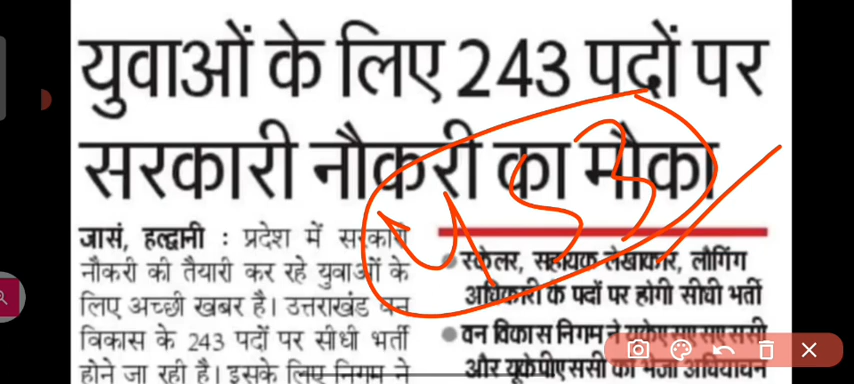 युवाओं के लिए 243 पदों पर
सरकारी नौकरी का मौका
जासं, हल्द्वानी : प्रदेश में सरकारी
नौकरी की तैयारी कर रहे युवाओं के
लिए अच्छी खबर है। उत्तराखंड वन
विकास के 243 पदों पर सीधी भर्ती
होने जा रही है। इसके लिए निगम ने
स्केलर, सहायक लेखाकार, लौगिंग
अधिकारी के पदों पर होगी सीधी भर्ती
वन विकास निगम ने यूकेएसएसएससी
और यूकेपीएससी को भेजा अधियाचन